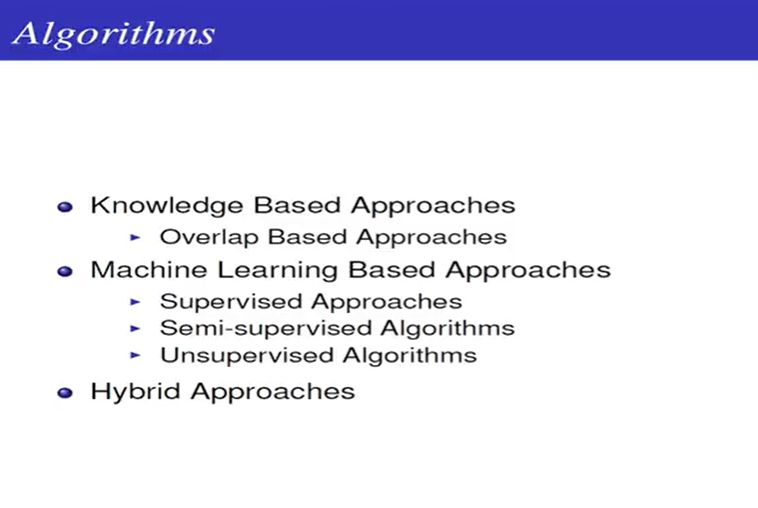 Algorithms
Knowledge Based Approaches
Overlap Based Approaches
Machine Learning Based Approaches
Supervised Approaches
Semi-supervised Algorithms
Unsupervised Algorithms
Hybrid Approaches